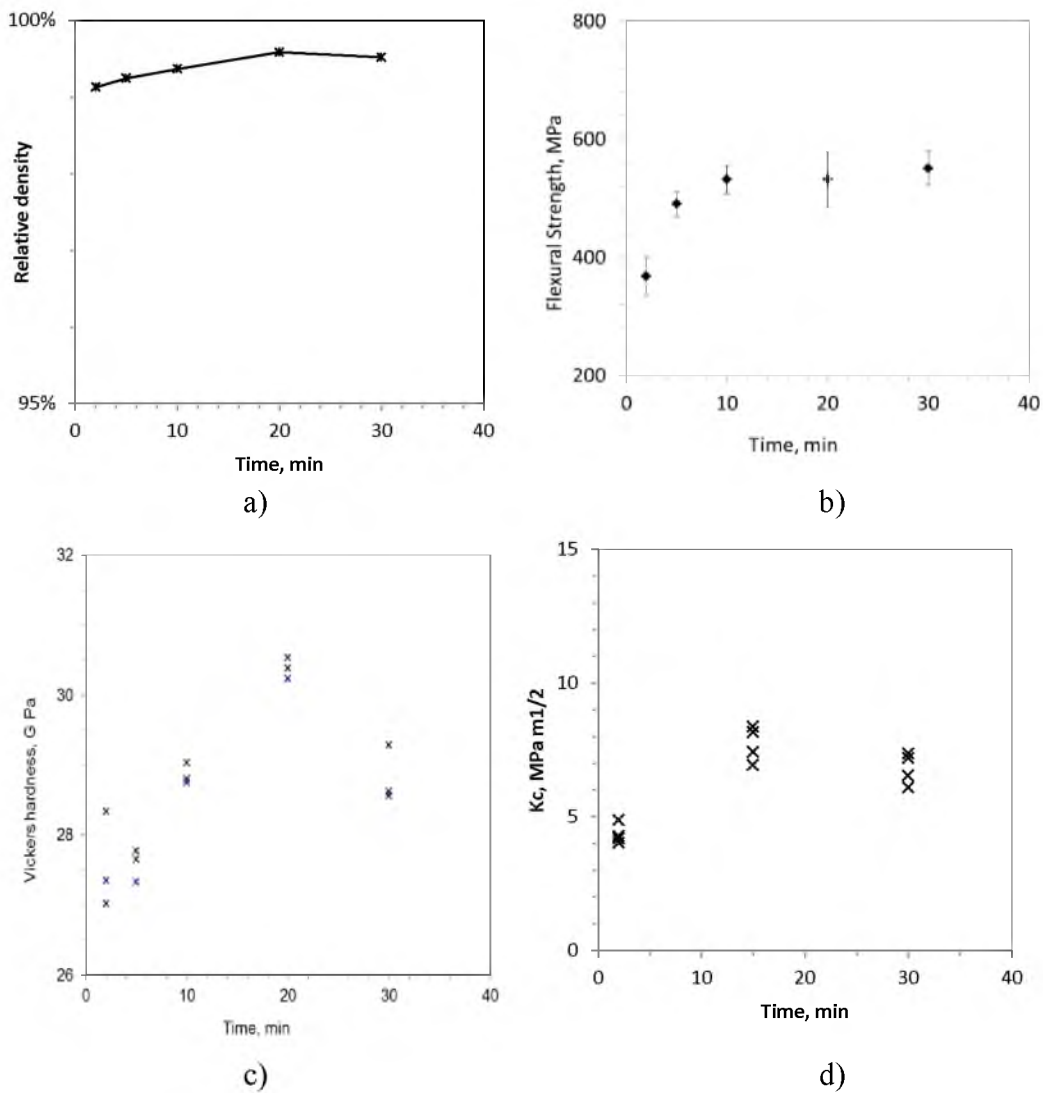 100%
95%
Relative density
0 10 20 30 40
Time, min
a)
800
600
400
200
Flexural Strength, MPa
0 10 20 30 40
Time, min
b)
32
30
28
26
Vickers hardness, G Pa
0 10 20 30 40
Time, min
c)
15
10
5
0
Kc, MPa m1/2
0 10 20 30 40
Time, min
d)